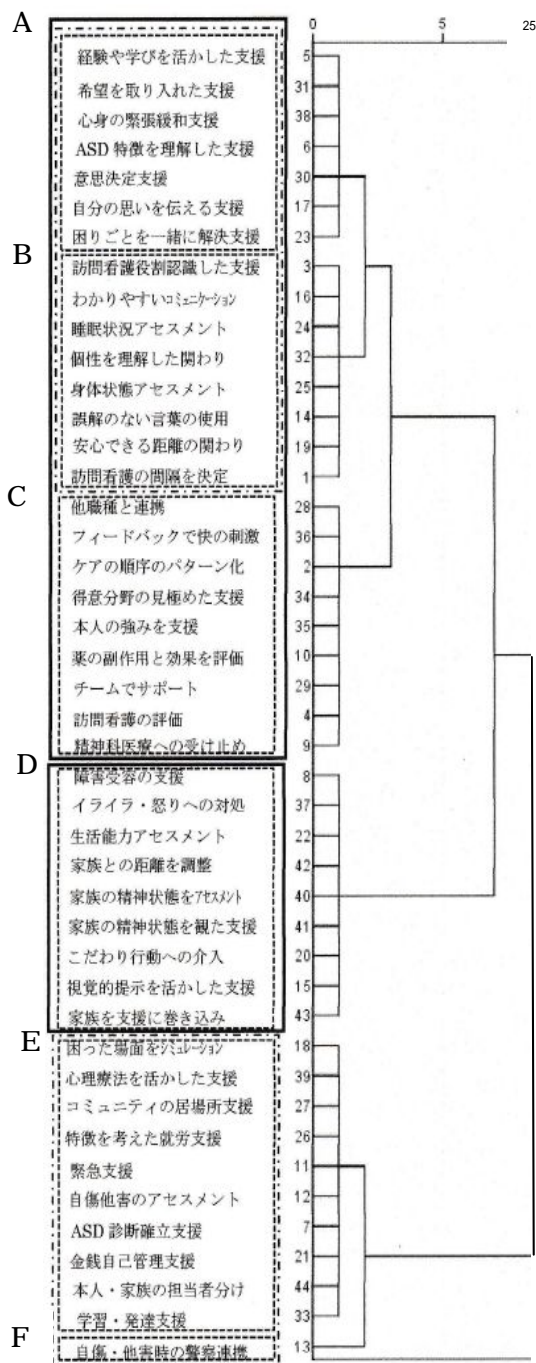 0 5 25
A
経験や学びを活かした支援 5
希望を取り入れた支援 31
心身の緊張緩和支援 38
ASD 特徴を理解した支援 6
意思決定支援 30
自分の思いを伝える支援 17
困りごとを一緒に解決支援 23
B
訪問看護役割認識した支援 3
わかりやすいコミュニケーション 16
睡眠状況アセスメント 24
個性を理解した関わり 32
身体状態アセスメント 25
誤解のない言葉の使用 14
安心できる距離の関わり 19
訪問看護の間隔を決定 1
C
他職種と連携 28
フィードバックで快の刺激 36
ケアの順序のパターン化 2
得意分野の見極めた支援 34
本人の強みを支援 35
薬の副作用と効果を評価 10
チームでサポート 29
訪問看護の評価 4
精神科医療への受け止め 9
D
障害受容の支援 8
イライラ・怒りへの対処 37
生活能力アセスメント 22
家族との距離を調整 42
家族の精神状態をアセスメント 40
家族の精神状態を観た支援 41
こだわり行動への介入 20
視覚的提示を活かした支援 15
家族を支援に巻き込み 43
E
困った場面をシミュレーション 18
心理療法を活かした支援 39
コミュニティの居場所支援 27
特徴を考えた就労支援 26
緊急支援 11
自傷他害のアセスメント 12
ASD 診断確立支援 7
金銭自己管理支援 21
本人・家族の担当者分け 44
学習・発達支援 33
F
自傷・他害時の警察連携 13